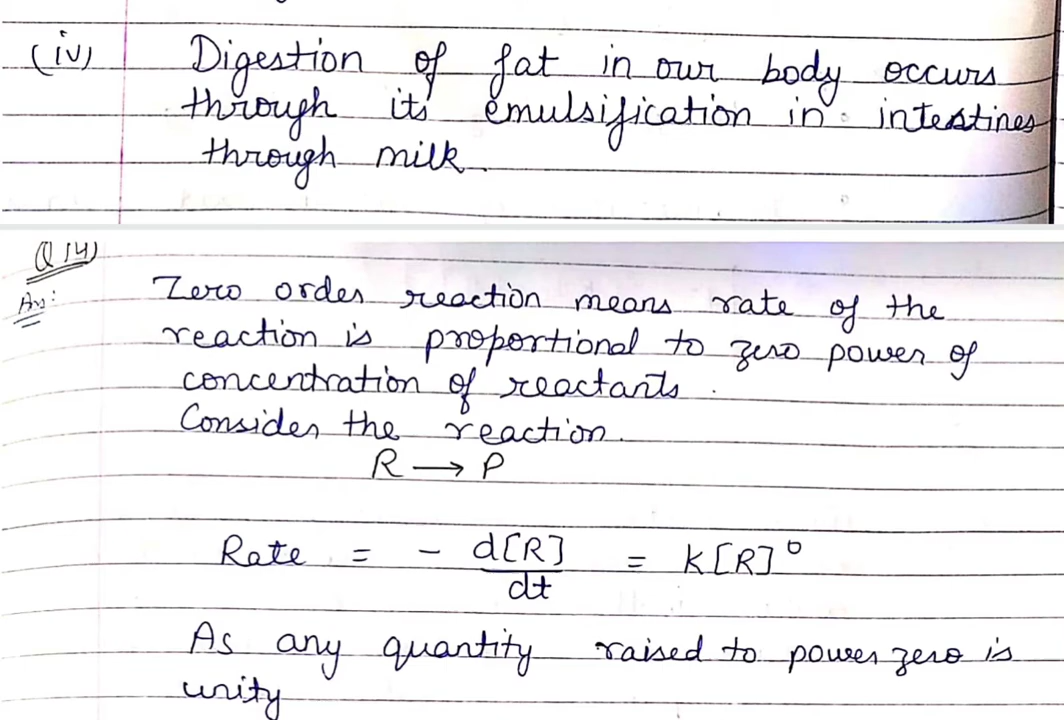 (iv) Digestion of fat in our body occurs
through its emulsification in intestines
through milk.
Q 14)
Ans: Zero order reaction means rate of the
reaction is proportional to zero power of
concentration of reactants.
Consider the reaction.
R → P
Rate = - d[R]/dt = K[R]⁰
As any quantity raised to power zero is
unity